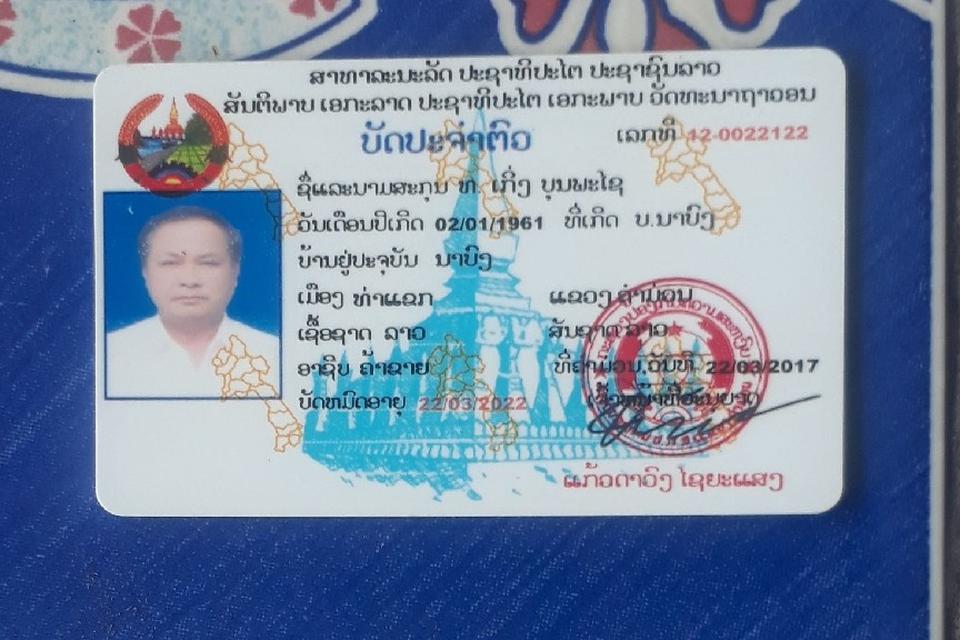 ສາທາລະນະລັດ ປະຊາທິປະໄຕ ປະຊາຊົນລາວ
ສັນຕິພາບ ເອກະລາດ ປະຊາທິປະໄຕ ເອກະພາບ ວັດທະນາຖາວອນ
ບັດປະຈຳຕົວ
ເລກທີ 12-0022122
ຊື່ແລະນາມສະກຸນ ທ. ເກິ່ງ ບຸນພະໄຊ
ວັນເດືອນປີເກີດ 02/01/1961 ທີ່ເກີດ ບ.ນາບົງ
ບ້ານຢູ່ປະຈຸບັນ ນາບົງ
ເມືອງ ທ່າແຂກ ແຂວງ ຄຳມ່ວນ
ເຊື້ອຊາດ ລາວ ສັນຊາດ ລາວ
ອາຊີບ ຄ້າຂາຍ ທີ່ຄຳມ່ວນ,ວັນທີ 22/03/2017
ບັດຫມົດອາຍຸ 22/03/2022
ແກ້ວດາວົງ ໄຊຍະແສງ